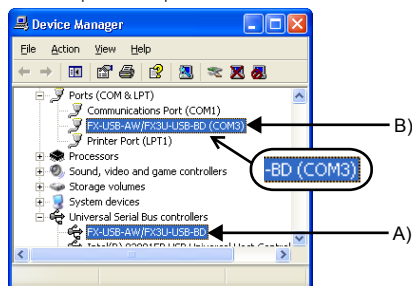 Device Manager
File Action View Help
Ports (COM & LPT)
Communications Port (COM1)
FX-USB-AW/FX3U-USB-BD (COM3)
B)
Printer Port (LPT1)
Processors
-BD (COM3)
Sound, video and game controllers
Storage volumes
System devices
Universal Serial Bus controllers
FX-USB-AW/FX3U-USB-BD
A)